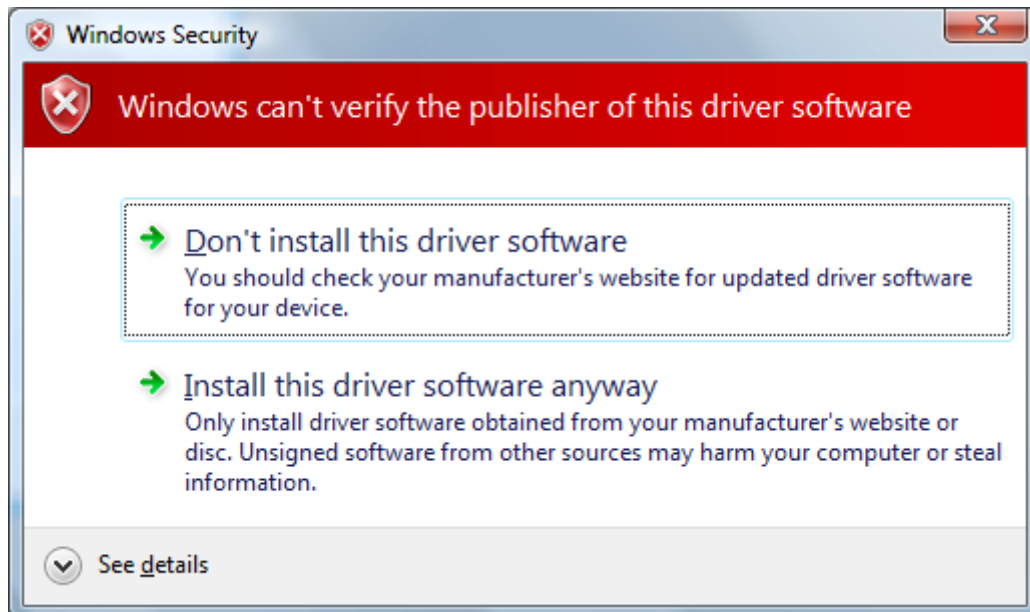 Windows Security
Windows can't verify the publisher of this driver software
Don't install this driver software
You should check your manufacturer's website for updated driver software
for your device.
Install this driver software anyway
Only install driver software obtained from your manufacturer's website or
disc. Unsigned software from other sources may harm your computer or steal
information.
See details